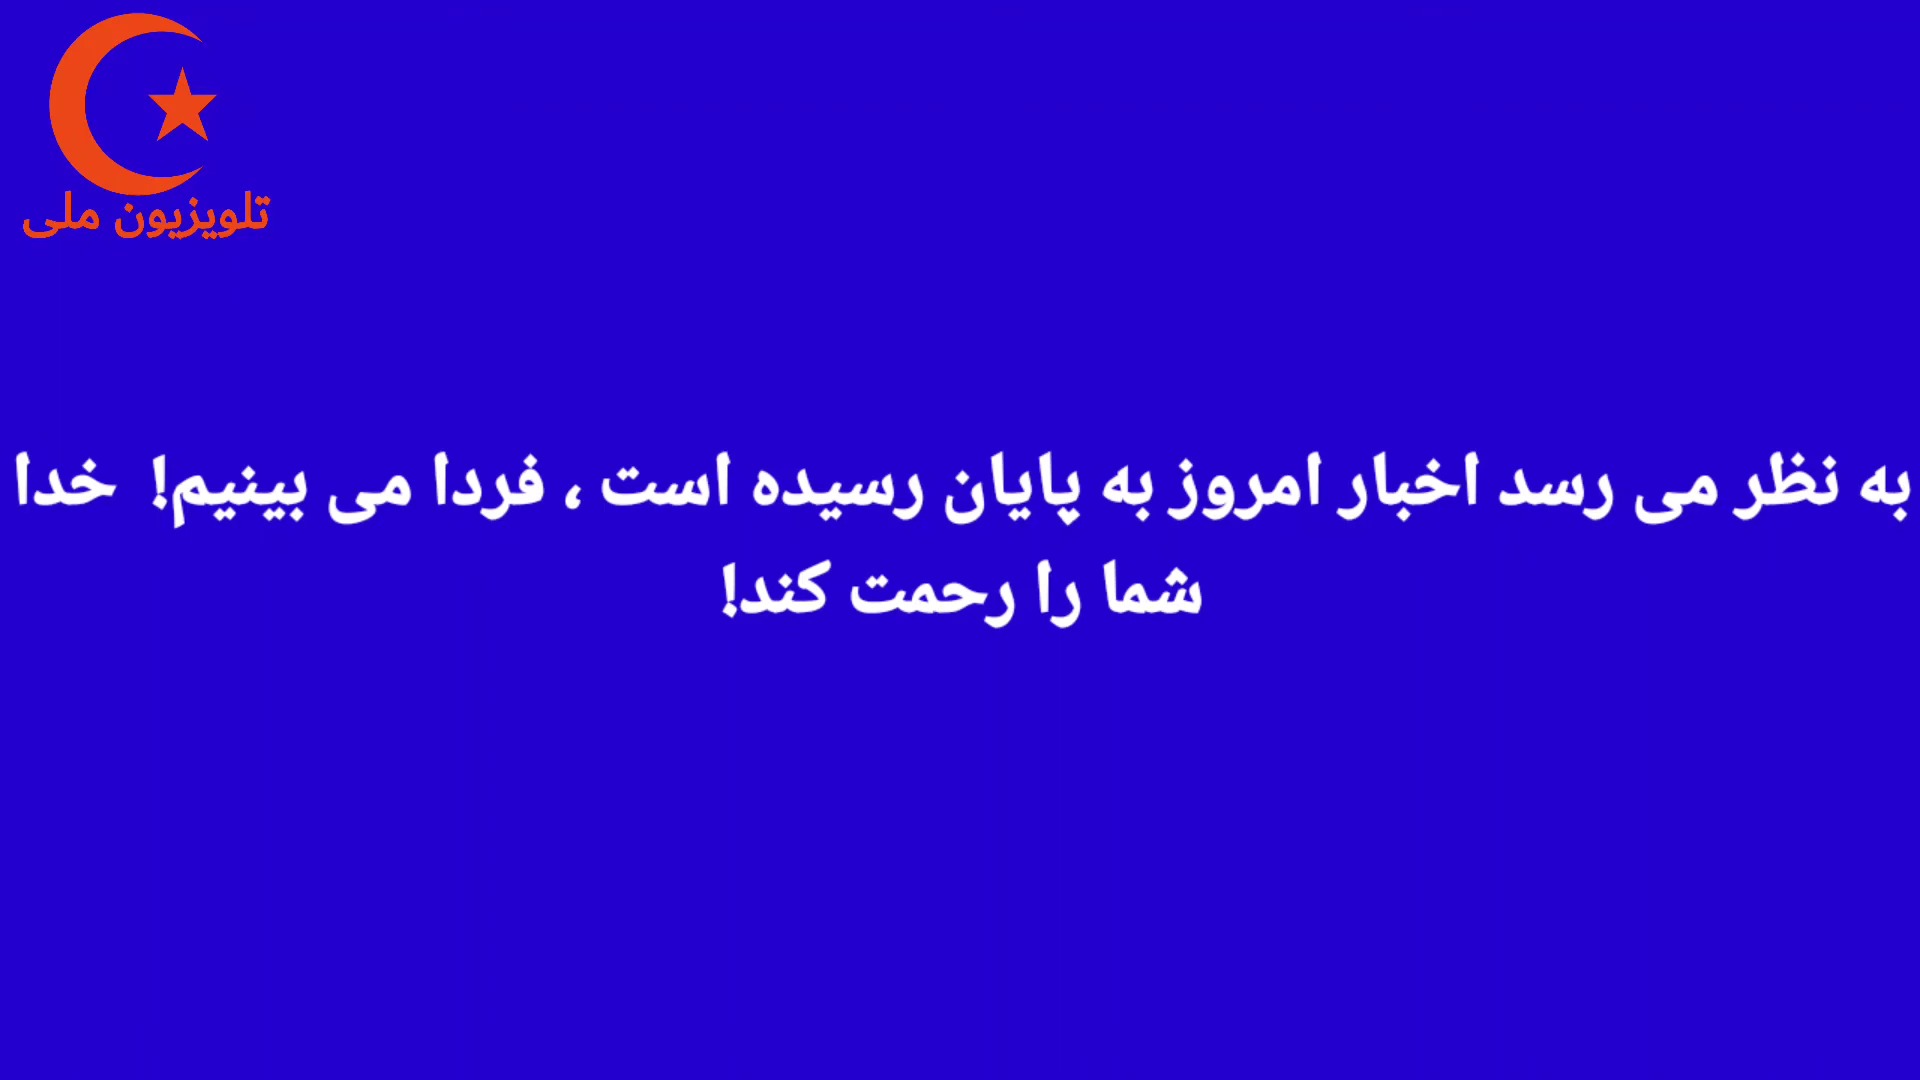 تلویزیون ملی
به نظر می رسد اخبار امروز به پایان رسیده است ، فردا می بینیم! خدا
شما را رحمت کند!